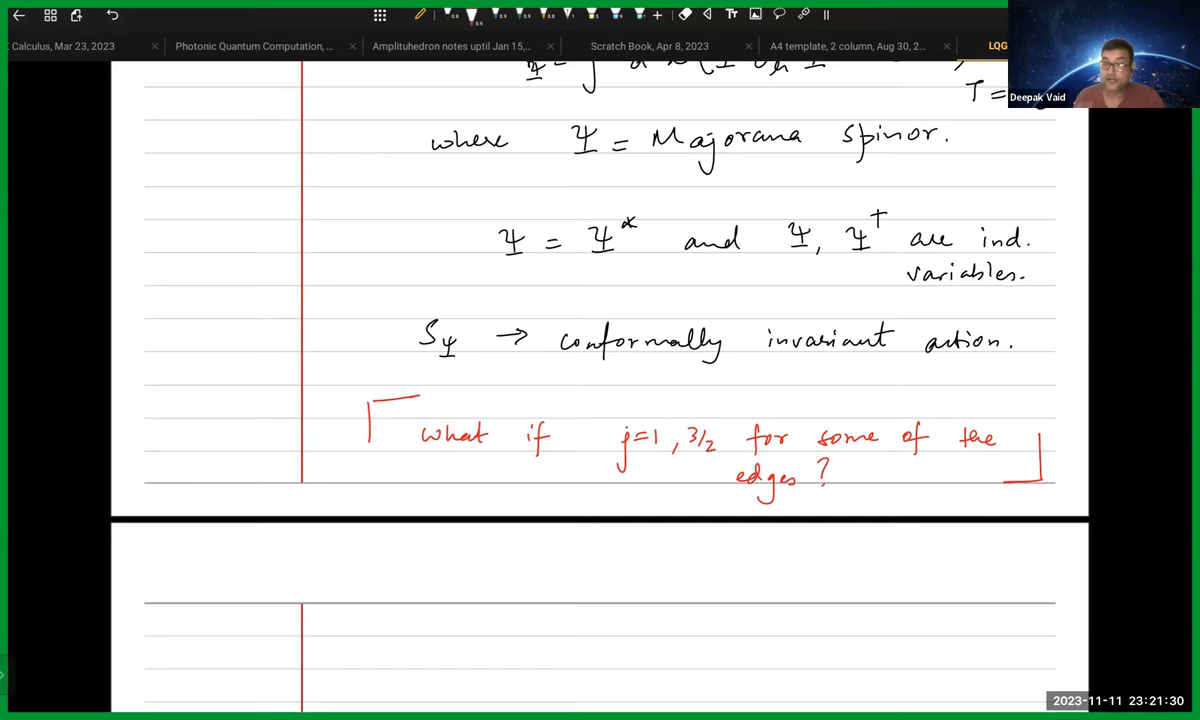 Tт
Calculus, Mar 23, 2023
Photonic Quantum Computation, ...
Amplituhedron notes uptil Jan 15,...
Scratch Book, Apr 8, 2023
A4 template, 2 column, Aug 30, 2...
LQG
Deepak Vaid
T =
where Ψ = Majorana spinor.
Ψ = Ψ* and Ψ, Ψ† are ind.
variables.
S_Ψ → conformally invariant action.
What if j=1, 3/2 for some of the
edges?
2023-11-11 23:21:30